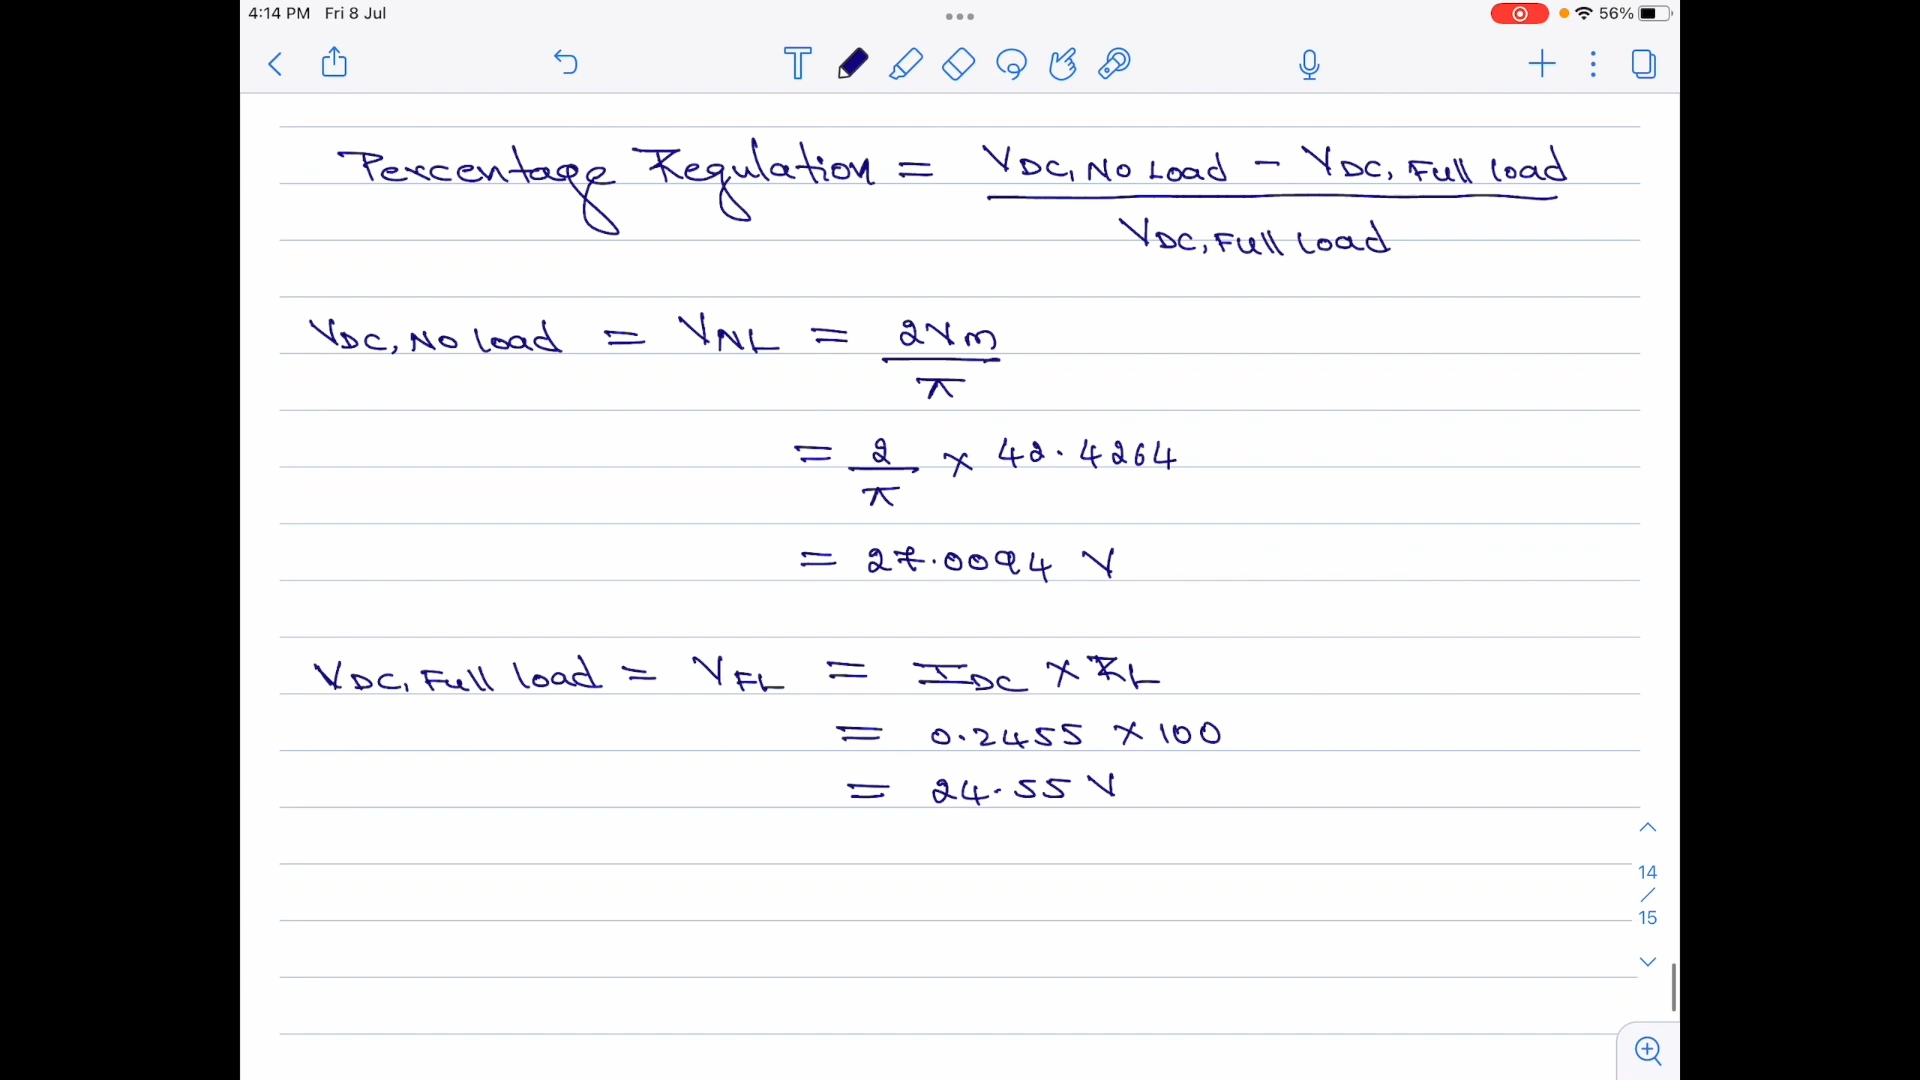 4:14 PM Fri 8 Jul
56%
T
Percentage Regulation = VDC, No Load - VDC, Full load
VDC, Full load
VDC, No load = VNL = 2Vm
π
= 2 × 42.4264
π
= 27.0094 V
VDC, Full load = VFL = IDC × RL
= 0.2455 × 100
= 24.55 V
14
/
15